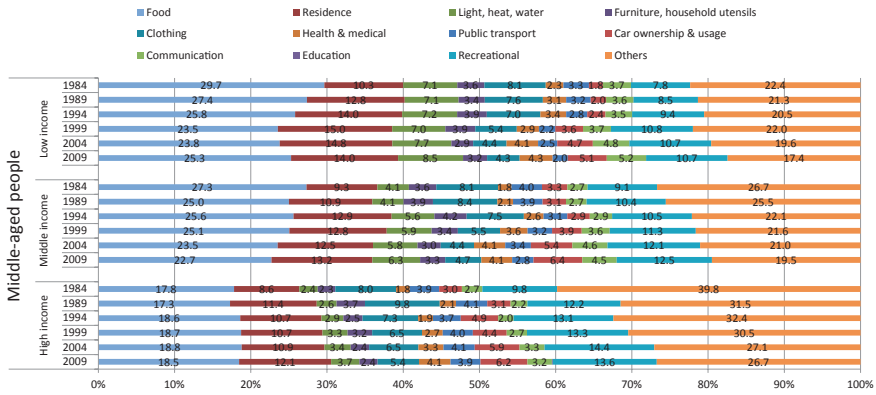 Food Residence Light, heat, water Furniture, household utensils
Clothing Health & medical Public transport Car ownership & usage
Communication Education Recreational Others
Middle-aged people
Low income
1984 29.7 10.3 7.1 3.6 8.1 2.3 3.3 1.8 3.7 7.8 22.4
1989 27.4 12.8 7.1 3.4 7.6 3.1 3.2 2.0 3.6 8.5 21.3
1994 25.8 14.0 7.2 3.9 7.0 3.4 2.8 2.4 3.5 9.4 20.5
1999 23.5 15.0 7.0 3.9 5.4 2.9 2.2 3.6 3.7 10.8 22.0
2004 23.8 14.8 7.7 2.9 4.4 4.1 2.5 4.7 4.8 10.7 19.6
2009 25.3 14.0 8.5 3.2 4.3 4.3 2.0 5.1 5.2 10.7 17.4
Middle income
1984 27.3 9.3 4.1 3.6 8.1 1.8 4.0 3.3 2.7 9.1 26.7
1989 25.0 10.9 4.1 3.9 8.4 2.1 3.9 3.1 2.7 10.4 25.5
1994 25.6 12.9 5.6 4.2 7.5 2.6 3.1 2.9 2.9 10.5 22.1
1999 25.1 12.8 5.9 3.4 5.5 3.6 3.2 3.9 3.6 11.3 21.6
2004 23.5 12.5 5.8 3.0 4.4 4.1 3.4 5.4 4.6 12.1 21.0
2009 22.7 13.2 6.3 3.3 4.7 4.1 2.8 6.4 4.5 12.5 19.5
High income
1984 17.8 8.6 2.4 2.3 8.0 1.8 3.9 3.0 2.7 9.8 39.8
1989 17.3 11.4 2.6 3.7 9.8 2.1 4.1 3.1 2.2 12.2 31.5
1994 18.6 10.7 2.9 2.5 7.3 1.9 3.7 4.9 2.0 13.1 32.4
1999 18.7 10.7 3.3 3.2 6.5 2.7 4.0 4.4 2.7 13.3 30.5
2004 18.8 10.9 3.4 2.4 6.5 3.3 4.1 5.9 3.3 14.4 27.1
2009 18.5 12.1 3.7 2.4 5.4 4.1 3.9 6.2 3.2 13.6 26.7
0% 10% 20% 30% 40% 50% 60% 70% 80% 90% 100%